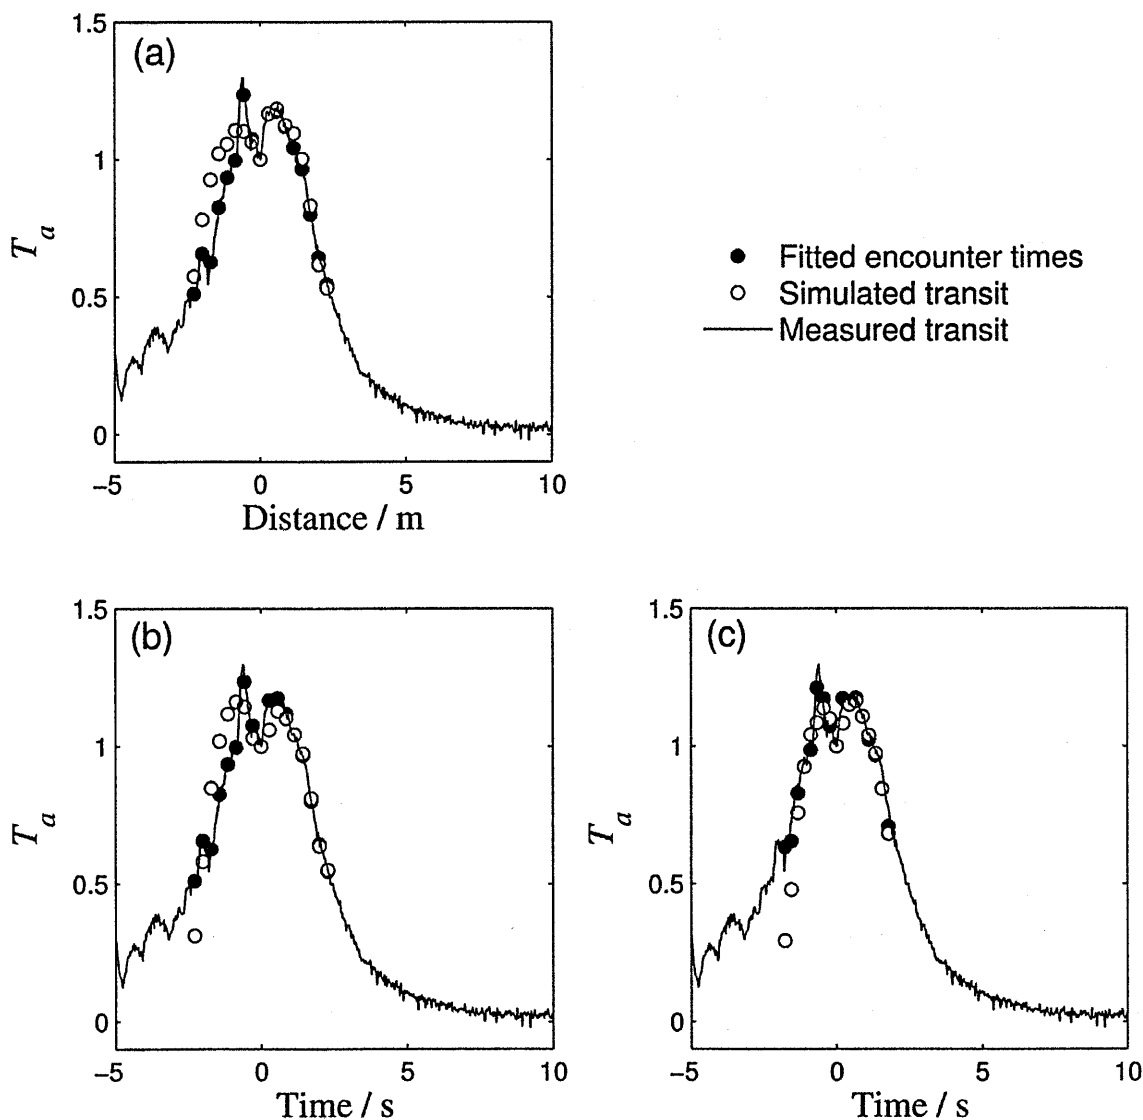 (a)
1.5
1
0.5
0
T_a
−5 0 5 10
Distance / m
Fitted encounter times
Simulated transit
Measured transit
(b)
1.5
1
0.5
0
T_a
−5 0 5 10
Time / s
(c)
1.5
1
0.5
0
T_a
−5 0 5 10
Time / s